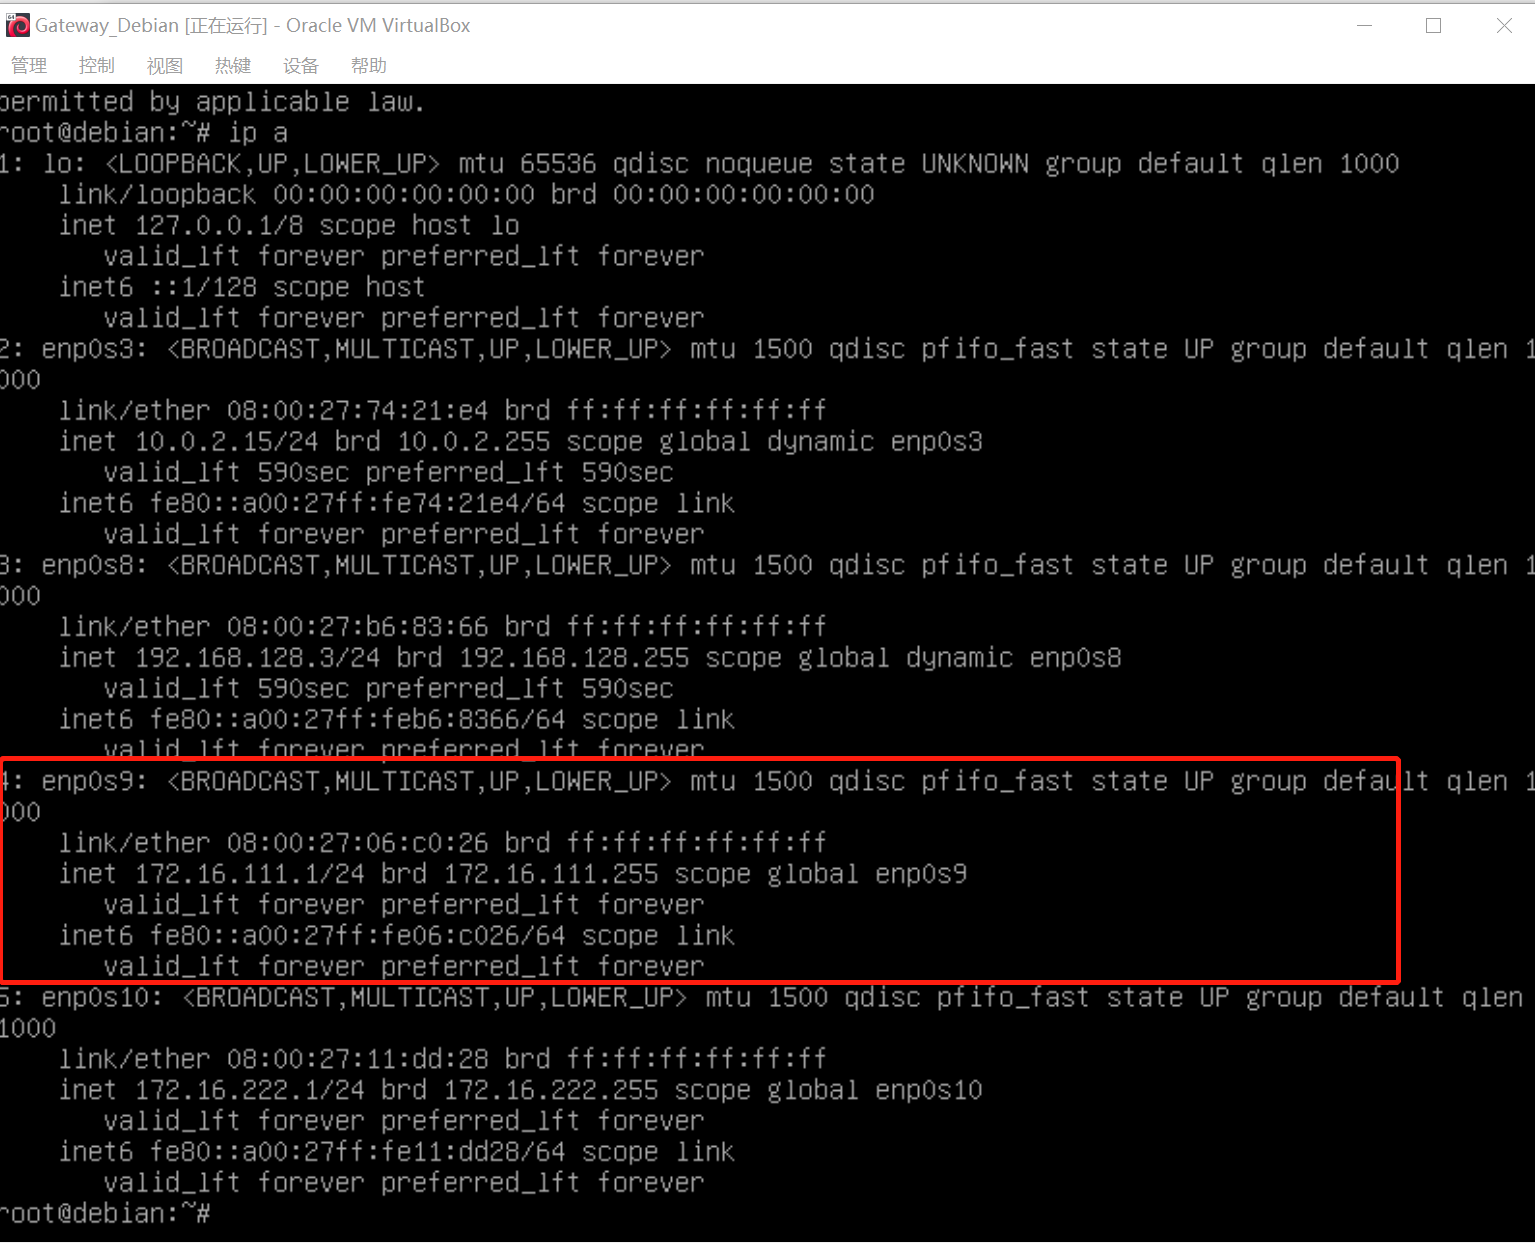 Gateway_Debian [正在运行] - Oracle VM VirtualBox
管理 控制 视图 热键 设备 帮助
permitted by applicable law.
root@debian:~# ip a
1: lo: <LOOPBACK,UP,LOWER_UP> mtu 65536 qdisc noqueue state UNKNOWN group default qlen 1000
link/loopback 00:00:00:00:00:00 brd 00:00:00:00:00:00
inet 127.0.0.1/8 scope host lo
valid_lft forever preferred_lft forever
inet6 ::1/128 scope host
valid_lft forever preferred_lft forever
2: enp0s3: <BROADCAST,MULTICAST,UP,LOWER_UP> mtu 1500 qdisc pfifo_fast state UP group default qlen 1
000
link/ether 08:00:27:74:21:e4 brd ff:ff:ff:ff:ff:ff
inet 10.0.2.15/24 brd 10.0.2.255 scope global dynamic enp0s3
valid_lft 590sec preferred_lft 590sec
inet6 fe80::a00:27ff:fe74:21e4/64 scope link
valid_lft forever preferred_lft forever
3: enp0s8: <BROADCAST,MULTICAST,UP,LOWER_UP> mtu 1500 qdisc pfifo_fast state UP group default qlen 1
000
link/ether 08:00:27:b6:83:66 brd ff:ff:ff:ff:ff:ff
inet 192.168.128.3/24 brd 192.168.128.255 scope global dynamic enp0s8
valid_lft 590sec preferred_lft 590sec
inet6 fe80::a00:27ff:feb6:8366/64 scope link
valid_lft forever preferred_lft forever
4: enp0s9: <BROADCAST,MULTICAST,UP,LOWER_UP> mtu 1500 qdisc pfifo_fast state UP group default qlen 1
000
link/ether 08:00:27:06:c0:26 brd ff:ff:ff:ff:ff:ff
inet 172.16.111.1/24 brd 172.16.111.255 scope global enp0s9
valid_lft forever preferred_lft forever
inet6 fe80::a00:27ff:fe06:c026/64 scope link
valid_lft forever preferred_lft forever
5: enp0s10: <BROADCAST,MULTICAST,UP,LOWER_UP> mtu 1500 qdisc pfifo_fast state UP group default qlen
1000
link/ether 08:00:27:11:dd:28 brd ff:ff:ff:ff:ff:ff
inet 172.16.222.1/24 brd 172.16.222.255 scope global enp0s10
valid_lft forever preferred_lft forever
inet6 fe80::a00:27ff:fe11:dd28/64 scope link
valid_lft forever preferred_lft forever
root@debian:~#